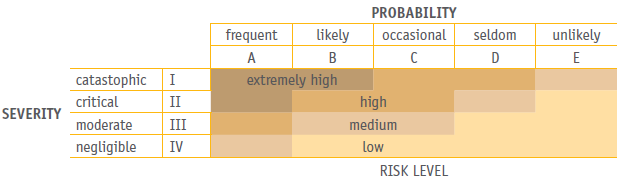 PROBABILITY
frequent likely occasional seldom unlikely
A B C D E
catastophic I extremely high
critical II high
SEVERITY
moderate III medium
negligible IV low
RISK LEVEL